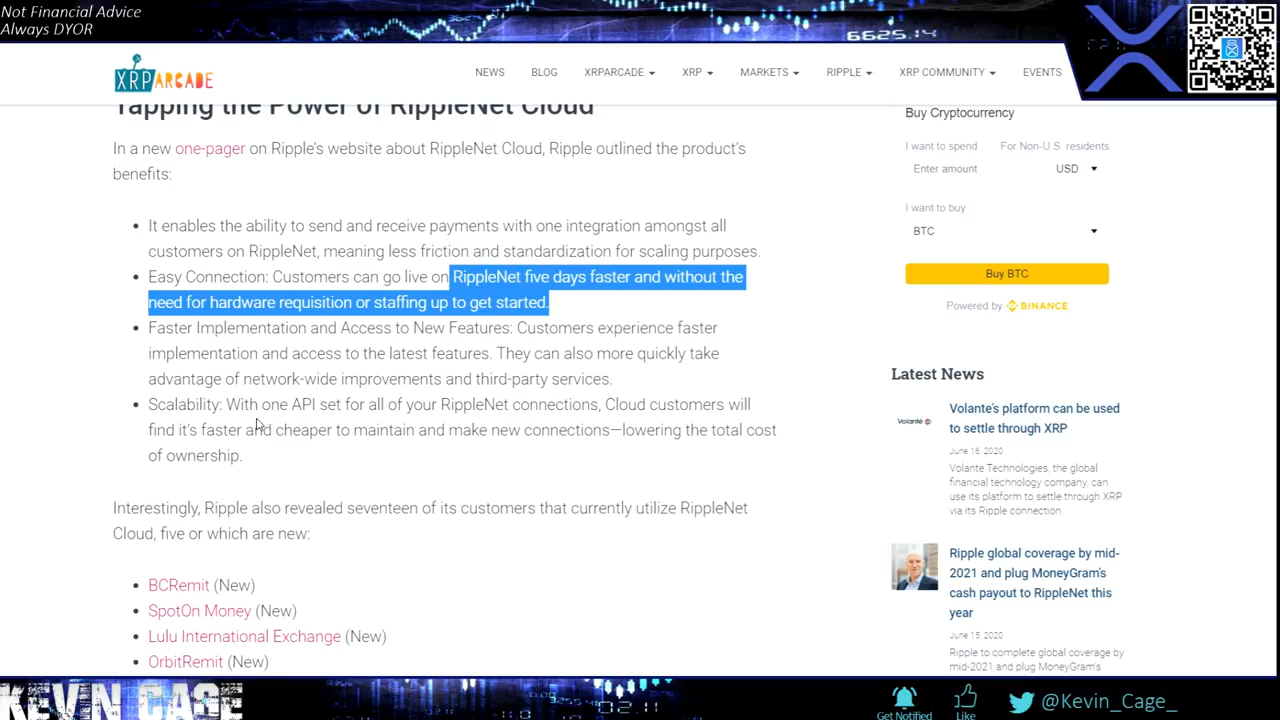 Not Financial Advice
Always DYOR
6625.14
XRPARCADE
NEWS
BLOG
XRPARCADE
XRP
MARKETS
RIPPLE
XRP COMMUNITY
EVENTS
Tapping the Power of RippleNet Cloud
In a new one-pager on Ripple's website about RippleNet Cloud, Ripple outlined the product's
benefits:
• It enables the ability to send and receive payments with one integration amongst all
customers on RippleNet, meaning less friction and standardization for scaling purposes.
• Easy Connection: Customers can go live on RippleNet five days faster and without the
need for hardware requisition or staffing up to get started.
• Faster Implementation and Access to New Features: Customers experience faster
implementation and access to the latest features. They can also more quickly take
advantage of network-wide improvements and third-party services.
• Scalability: With one API set for all of your RippleNet connections, Cloud customers will
find it's faster and cheaper to maintain and make new connections—lowering the total cost
of ownership.
Interestingly, Ripple also revealed seventeen of its customers that currently utilize RippleNet
Cloud, five or which are new:
• BCRemit (New)
• SpotOn Money (New)
• Lulu International Exchange (New)
• OrbitRemit (New)
Buy Cryptocurrency
I want to spend
For Non-U.S. residents
Enter amount
USD
I want to buy
BTC
Buy BTC
Powered by BINANCE
Latest News
Volante
Volante's platform can be used
to settle through XRP
June 16, 2020
Volante Technologies, the global
financial technology company, can
use its platform to settle through XRP
via its Ripple connection.
Ripple global coverage by mid-
2021 and plug MoneyGram's
cash payout to RippleNet this
year
June 15, 2020
Ripple to complete global coverage by
mid-2021 and plug MoneyGram's
KEVIN CAGE
Get Notified
Like
@Kevin_Cage_